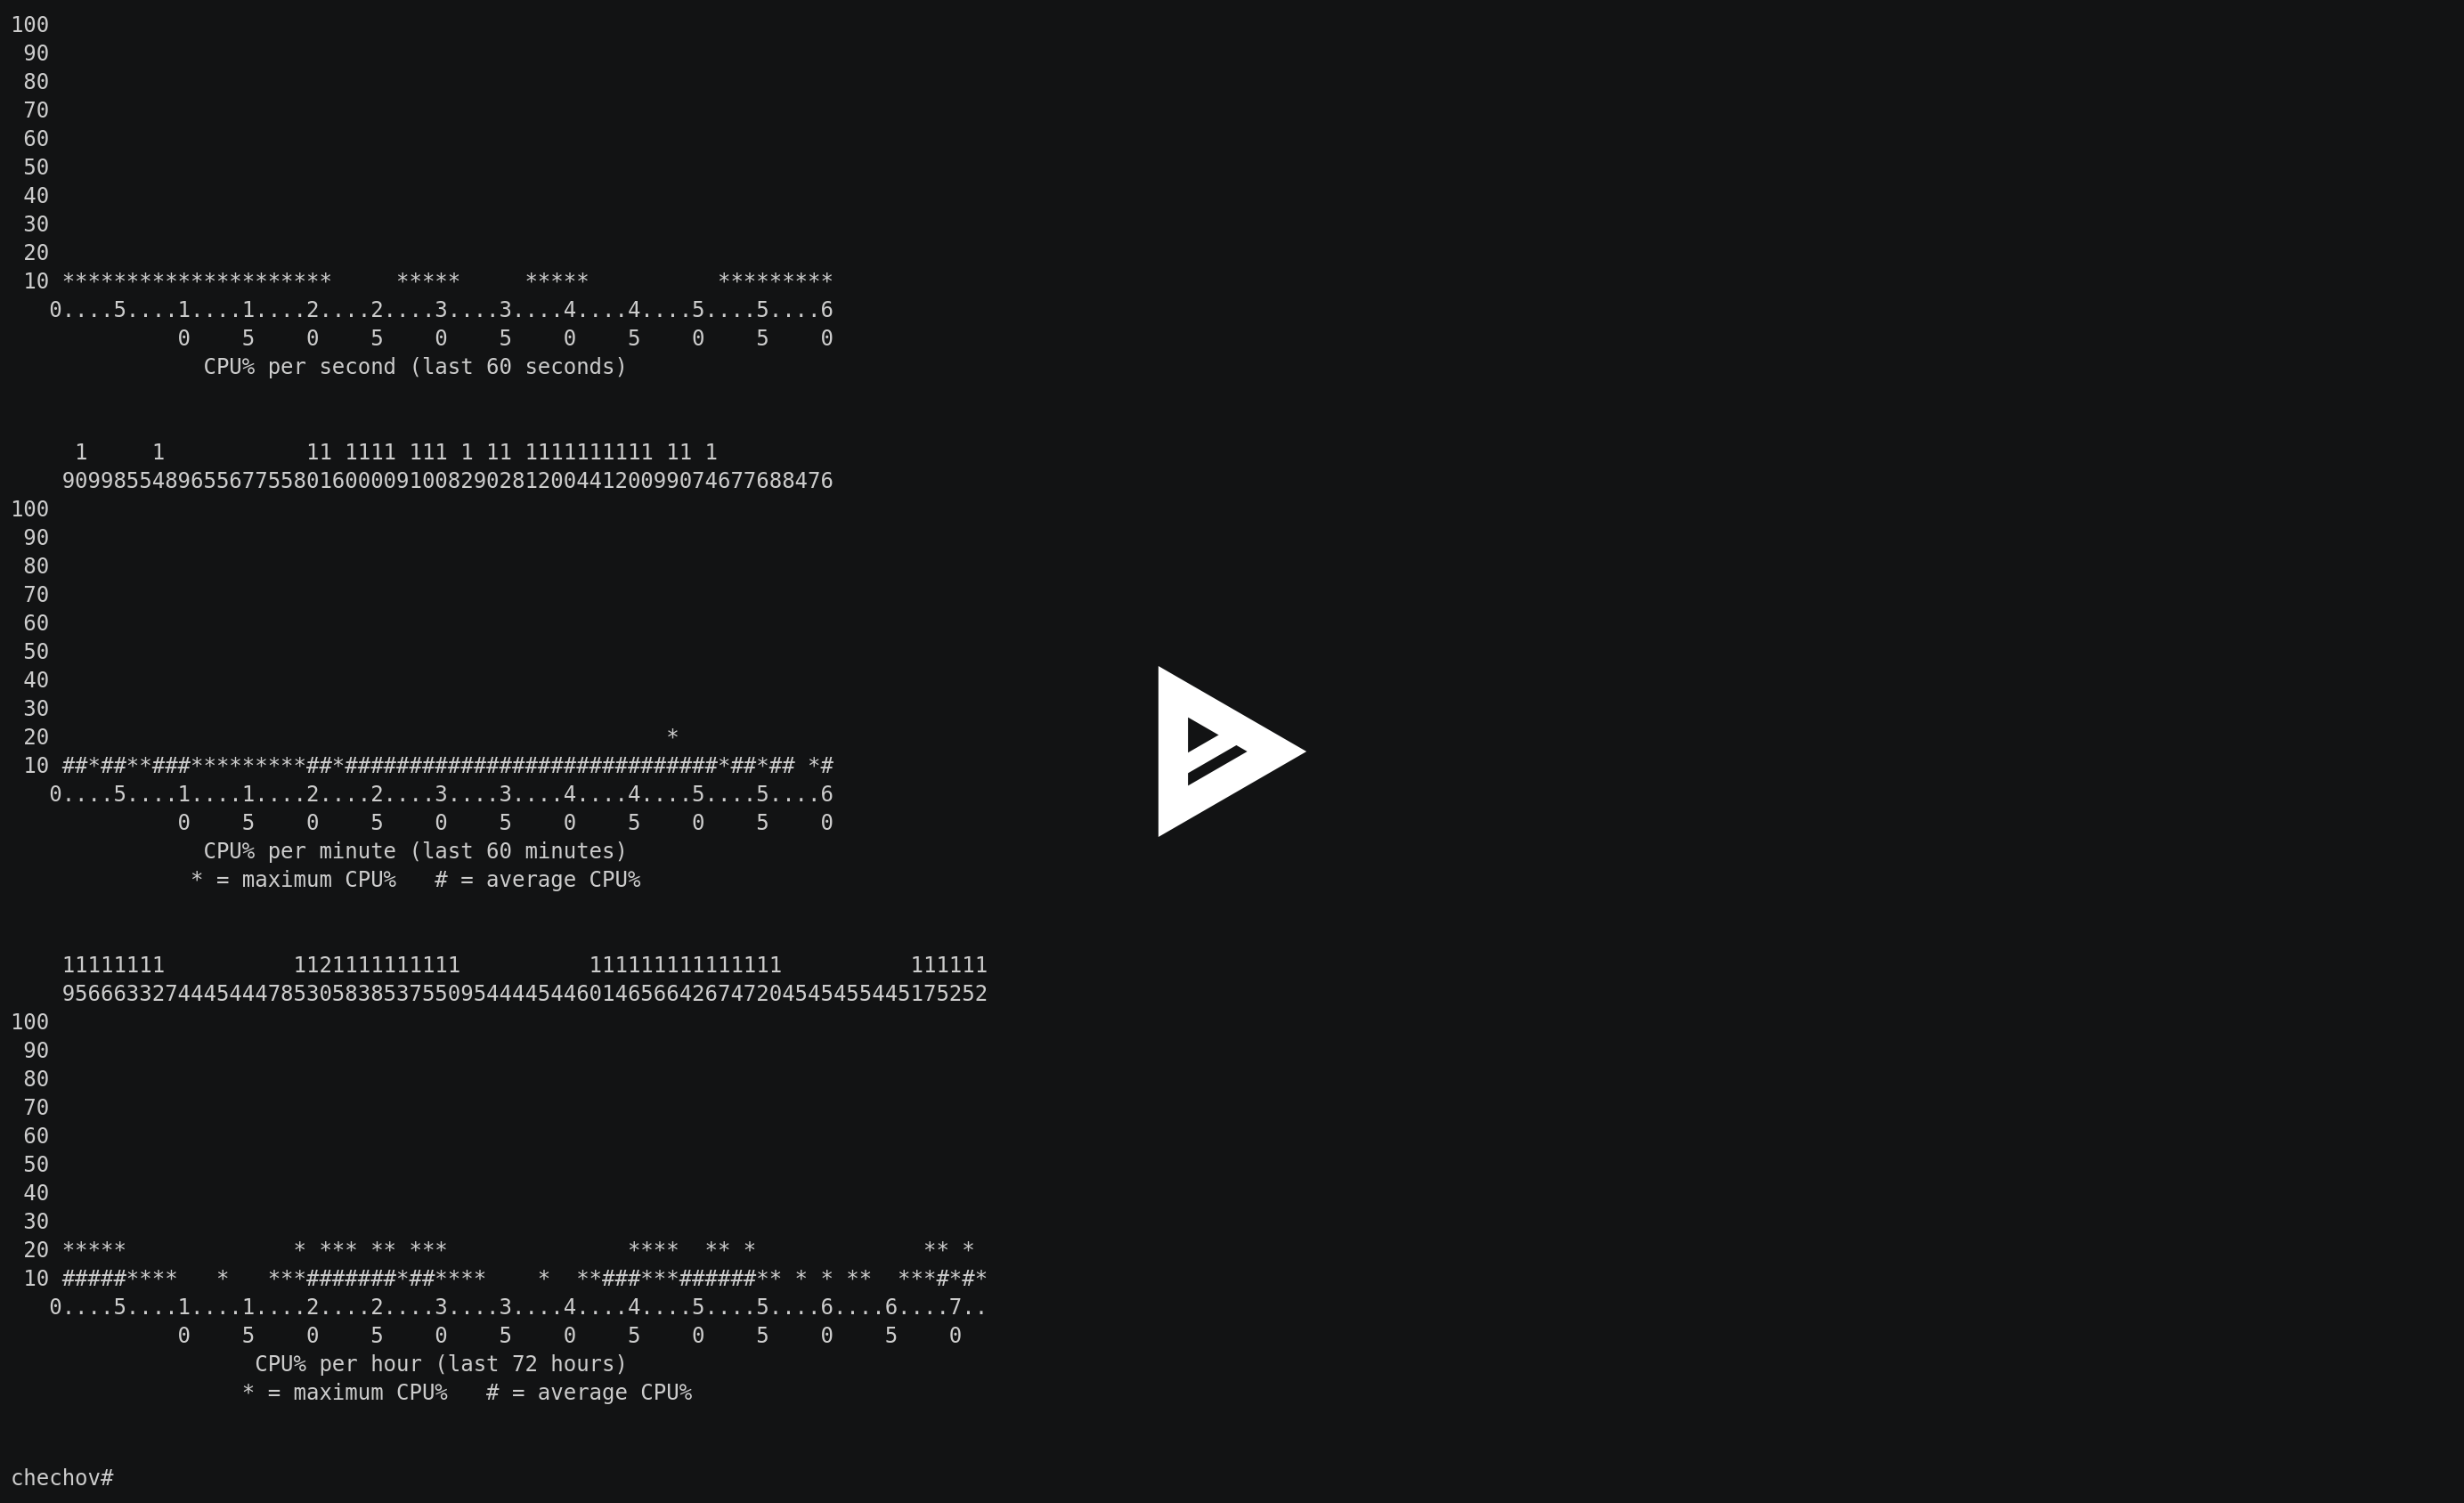 100
 90
 80
 70
 60
 50
 40
 30
 20
 10 *********************     *****     *****          *********
   0....5....1....1....2....2....3....3....4....4....5....5....6
             0    5    0    5    0    5    0    5    0    5    0
               CPU% per second (last 60 seconds)
     1     1           11 1111 111 1 11 1111111111 11 1
    909985548965567755801600009100829028120044120099074677688476
100
 90
 80
 70
 60
 50
 40
 30
 20                                                *
 10 ##*##**###*********##*#############################*##*## *#
   0....5....1....1....2....2....3....3....4....4....5....5....6
             0    5    0    5    0    5    0    5    0    5    0
               CPU% per minute (last 60 minutes)
              * = maximum CPU%   # = average CPU%
    11111111          1121111111111          111111111111111          111111
    956663327444544478530583853755095444454460146566426747204545455445175252
100
 90
 80
 70
 60
 50
 40
 30
 20 *****             * *** ** ***              ****  ** *             ** *
 10 #####****   *   ***#######*##****    *  **###***######** * * **  ***#*#*
   0....5....1....1....2....2....3....3....4....4....5....5....6....6....7..
             0    5    0    5    0    5    0    5    0    5    0    5    0
                   CPU% per hour (last 72 hours)
                  * = maximum CPU%   # = average CPU%
chechov#